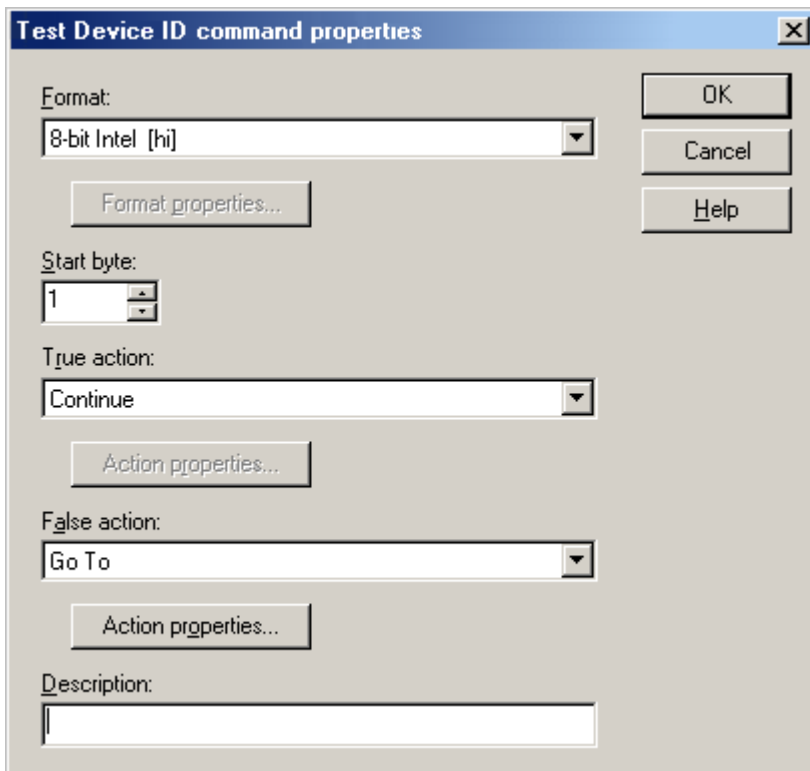 Test Device ID command properties
Format:
OK
8-bit Intel [hi]
Cancel
Format properties...
Help
Start byte:
1
True action:
Continue
Action properties...
False action:
Go To
Action properties...
Description: